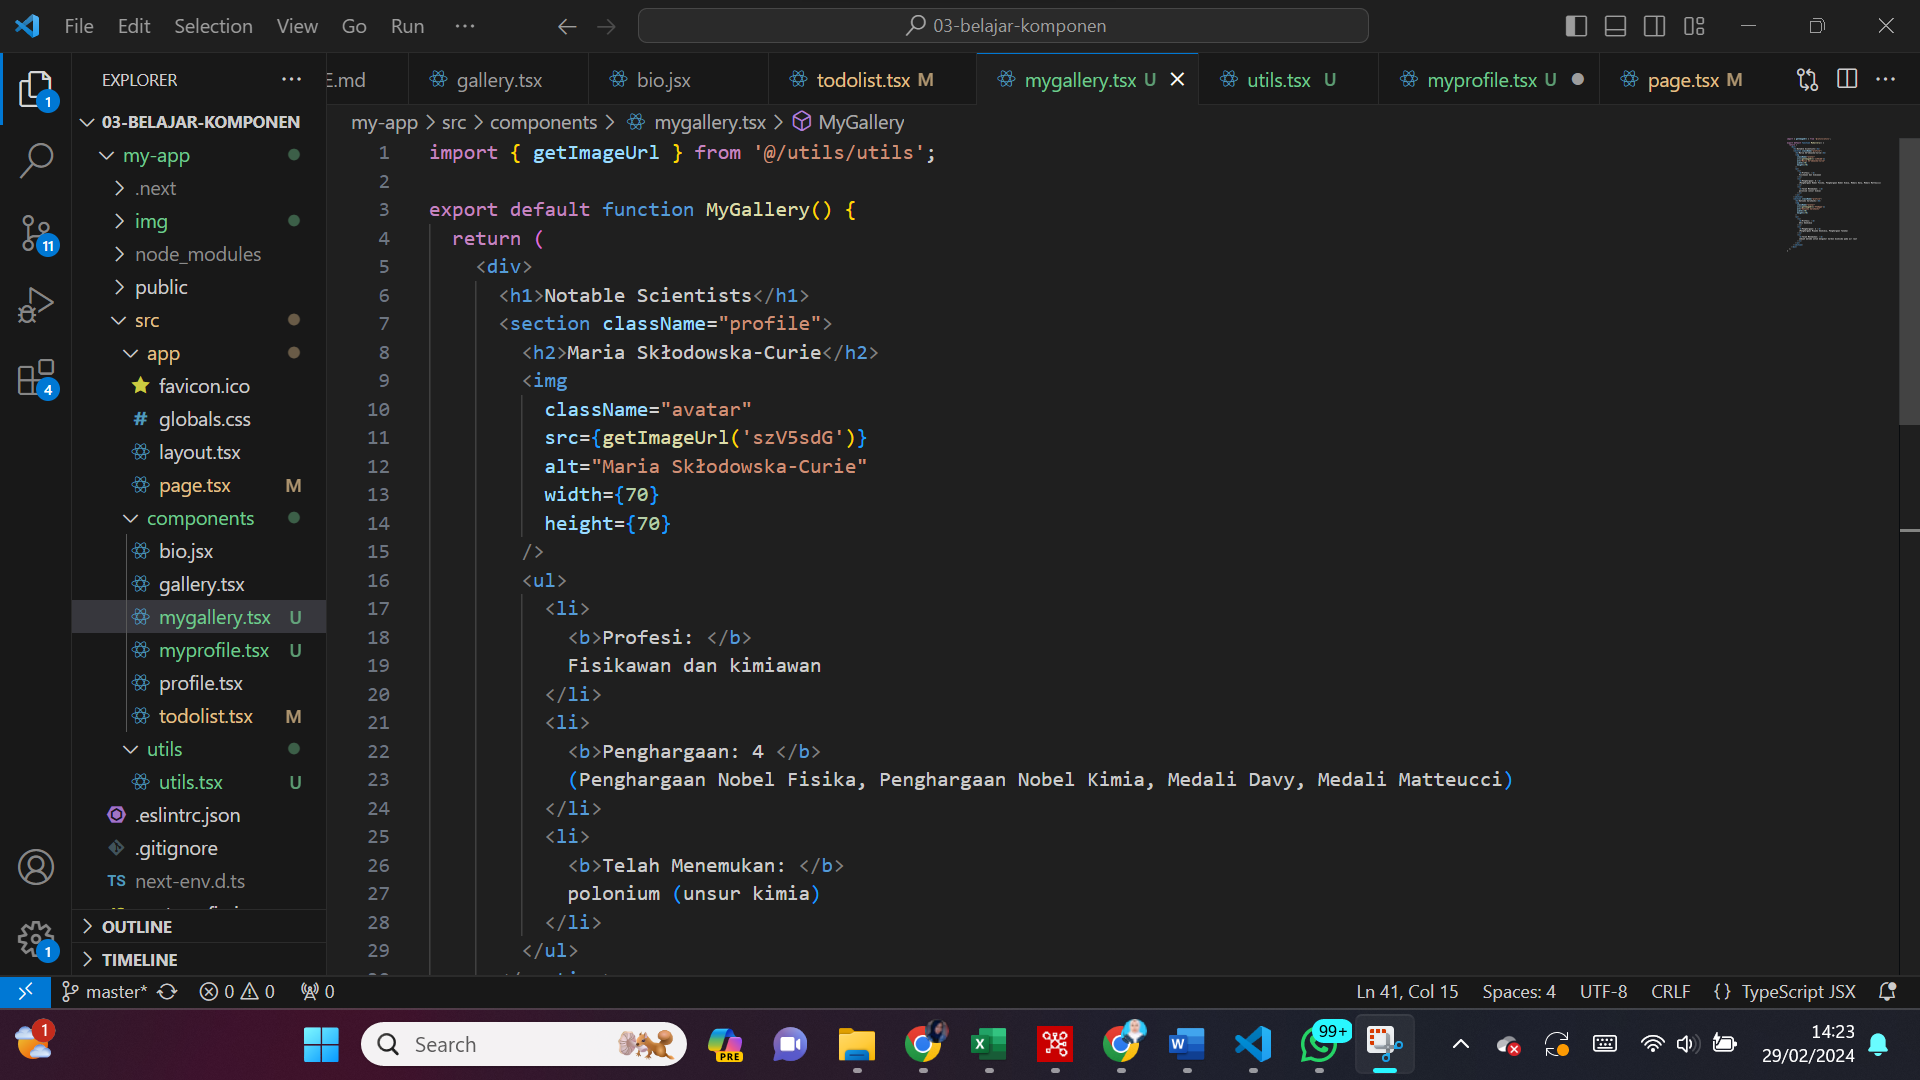 File Edit Selection View Go Run ··· 03-belajar-komponen
EXPLORER ···
E.md gallery.tsx bio.jsx todolist.tsx M mygallery.tsx U utils.tsx U myprofile.tsx U page.tsx M ···
my-app > src > components > mygallery.tsx > MyGallery
1
11
4
1
03-BELAJAR-KOMPONEN
my-app
.next
img
node_modules
public
src
app
favicon.ico
# globals.css
layout.tsx
page.tsx M
components
bio.jsx
gallery.tsx
mygallery.tsx U
myprofile.tsx U
profile.tsx
todolist.tsx M
utils
utils.tsx U
.eslintrc.json
.gitignore
TS next-env.d.ts
OUTLINE
TIMELINE
1 import { getImageUrl } from '@/utils/utils';
2
3 export default function MyGallery() {
4 return (
5 <div>
6 <h1>Notable Scientists</h1>
7 <section className="profile">
8 <h2>Maria Skłodowska-Curie</h2>
9 <img
10 className="avatar"
11 src={getImageUrl('szV5sdG')}
12 alt="Maria Skłodowska-Curie"
13 width={70}
14 height={70}
15 />
16 <ul>
17 <li>
18 <b>Profesi: </b>
19 Fisikawan dan kimiawan
20 </li>
21 <li>
22 <b>Penghargaan: 4 </b>
23 (Penghargaan Nobel Fisika, Penghargaan Nobel Kimia, Medali Davy, Medali Matteucci)
24 </li>
25 <li>
26 <b>Telah Menemukan: </b>
27 polonium (unsur kimia)
28 </li>
29 </ul>
master* 0 0 0 Ln 41, Col 15 Spaces: 4 UTF-8 CRLF {} TypeScript JSX
1 Search PRE X W 99+ 14:23
29/02/2024